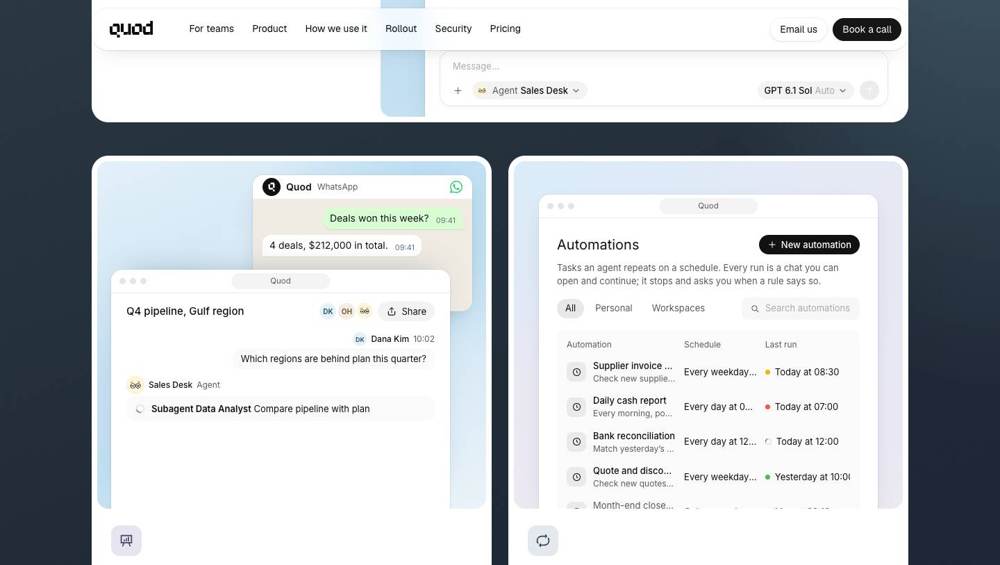 Quod
For teams Product How we use it Rollout Security Pricing
Email us Book a call
Message...
Agent Sales Desk
GPT 6.1 Sol Auto
Quod WhatsApp
Deals won this week? 09:41
4 deals, $212,000 in total. 09:41
Quod
Q4 pipeline, Gulf region
DK OH Share
DK Dana Kim 10:02
Which regions are behind plan this quarter?
Sales Desk Agent
Subagent Data Analyst Compare pipeline with plan
Quod
Automations
+ New automation
Tasks an agent repeats on a schedule. Every run is a chat you can
open and continue; it stops and asks you when a rule says so.
All Personal Workspaces Search automations
Automation Schedule Last run
Supplier invoice ...
Check new supplie...
Every weekday... Today at 08:30
Daily cash report
Every morning, po...
Every day at 0... Today at 07:00
Bank reconciliation
Match yesterday's ...
Every day at 12... Today at 12:00
Quote and disco...
Check new quotes...
Every weekday... Yesterday at 10:00
Month-end close...